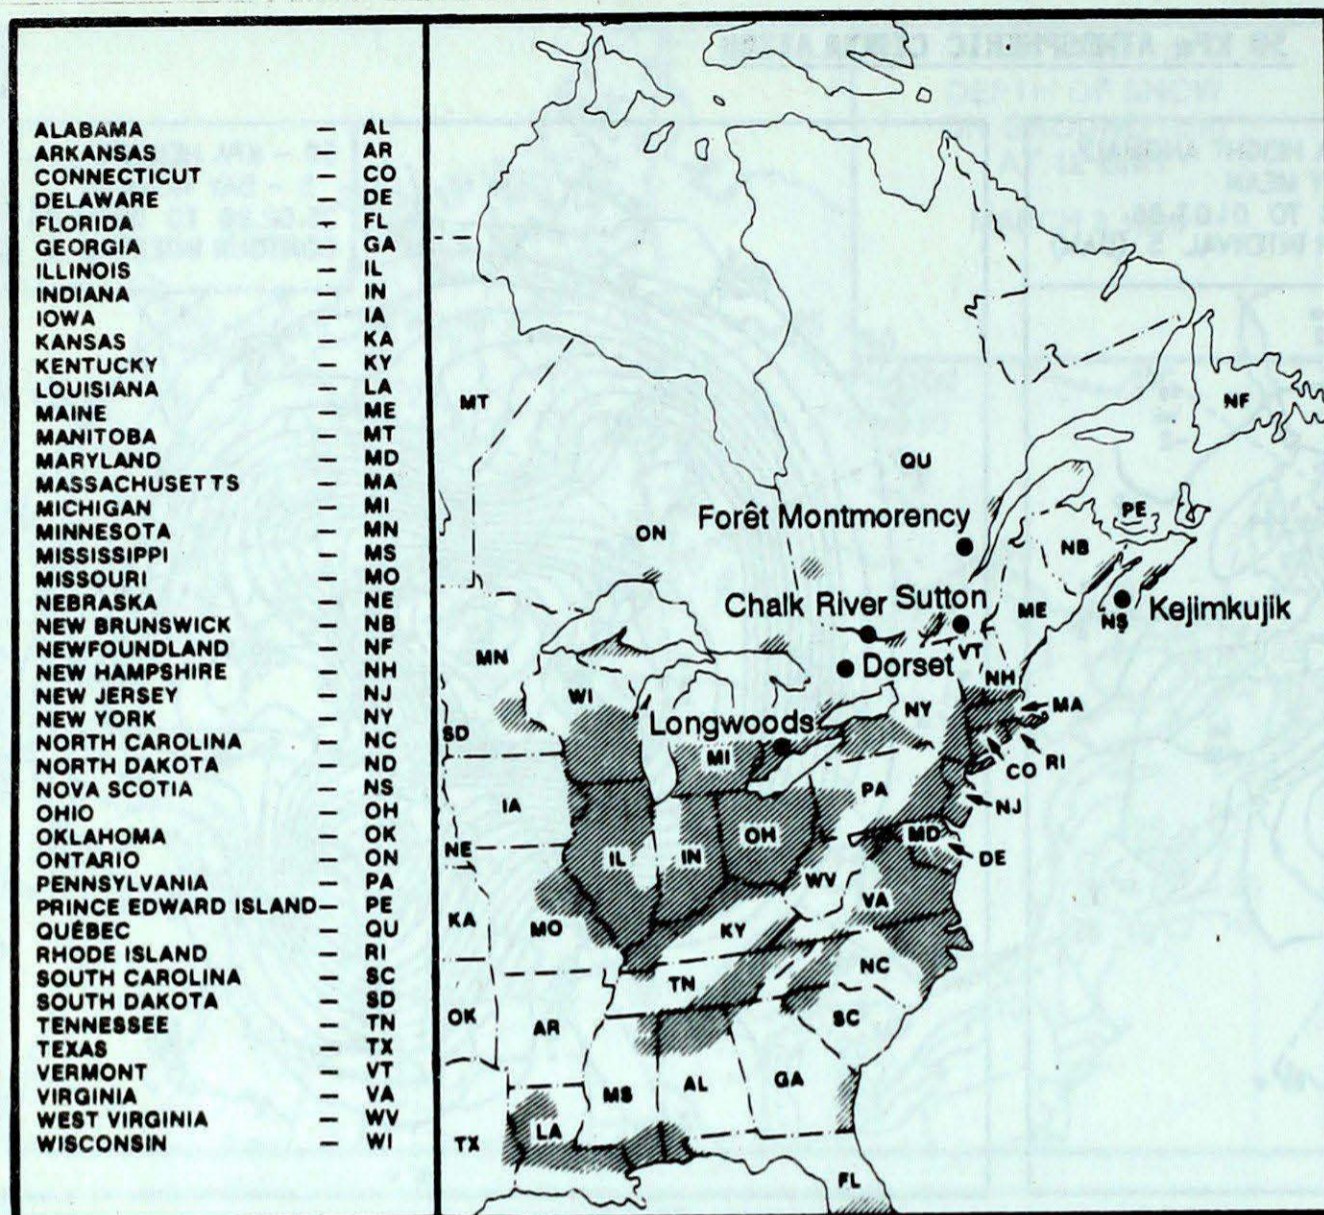 ALABAMA – AL
ARKANSAS – AR
CONNECTICUT – CO
DELAWARE – DE
FLORIDA – FL
GEORGIA – GA
ILLINOIS – IL
INDIANA – IN
IOWA – IA
KANSAS – KA
KENTUCKY – KY
LOUISIANA – LA
MAINE – ME
MANITOBA – MT
MARYLAND – MD
MASSACHUSETTS – MA
MICHIGAN – MI
MINNESOTA – MN
MISSISSIPPI – MS
MISSOURI – MO
NEBRASKA – NE
NEW BRUNSWICK – NB
NEWFOUNDLAND – NF
NEW HAMPSHIRE – NH
NEW JERSEY – NJ
NEW YORK – NY
NORTH CAROLINA – NC
NORTH DAKOTA – ND
NOVA SCOTIA – NS
OHIO – OH
OKLAHOMA – OK
ONTARIO – ON
PENNSYLVANIA – PA
PRINCE EDWARD ISLAND – PE
QUÉBEC – QU
RHODE ISLAND – RI
SOUTH CAROLINA – SC
SOUTH DAKOTA – SD
TENNESSEE – TN
TEXAS – TX
VERMONT – VT
VIRGINIA – VA
WEST VIRGINIA – WV
WISCONSIN – WI
MT
NF
QU
PE
Forêt Montmorency
ON
NB
Chalk River Sutton
ME
NS
Kejimkujik
MN
VT
Dorset
NH
WI
NY
MA
Longwoods
SD
MI
CO
RI
IA
PA
NJ
NE
IL
IN
OH
MD
DE
WV
VA
KA
MO
KY
NC
TN
OK
AR
SC
MS
AL
GA
TX
LA
FL